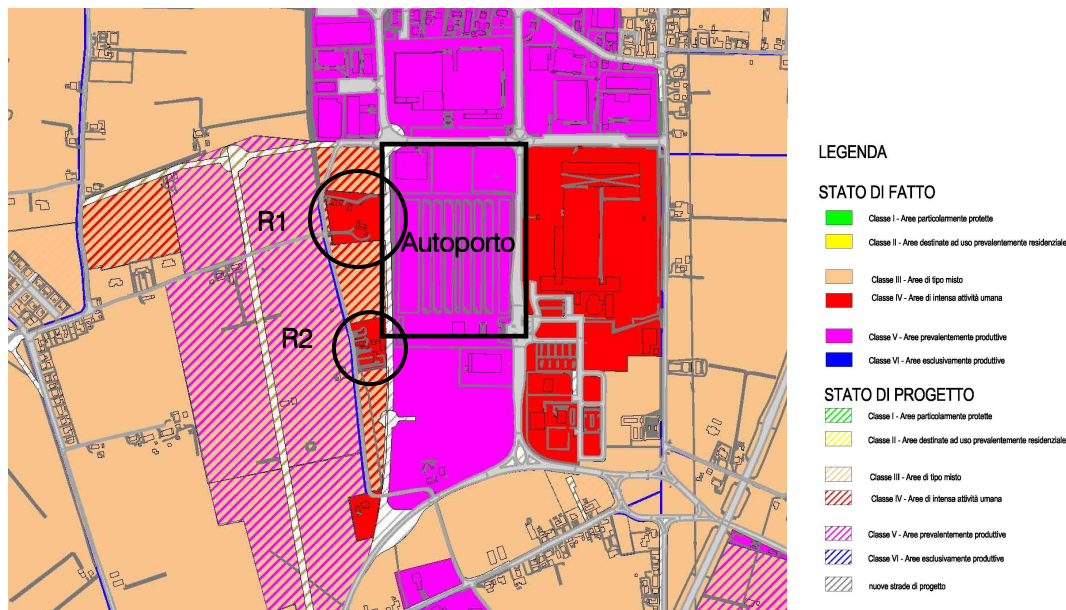 R1
Autoporto
R2
LEGENDA
STATO DI FATTO
Classe I - Aree particolarmente protette
Classe II - Aree destinate ad uso prevalentemente residenziale
Classe III - Aree di tipo misto
Classe IV - Aree di intensa attività umana
Classe V - Aree prevalentemente produttive
Classe VI - Aree esclusivamente produttive
STATO DI PROGETTO
Classe I - Aree particolarmente protette
Classe II - Aree destinate ad uso prevalentemente residenziale
Classe III - Aree di tipo misto
Classe IV - Aree di intensa attività umana
Classe V - Aree prevalentemente produttive
Classe VI - Aree esclusivamente produttive
nuove strade di progetto